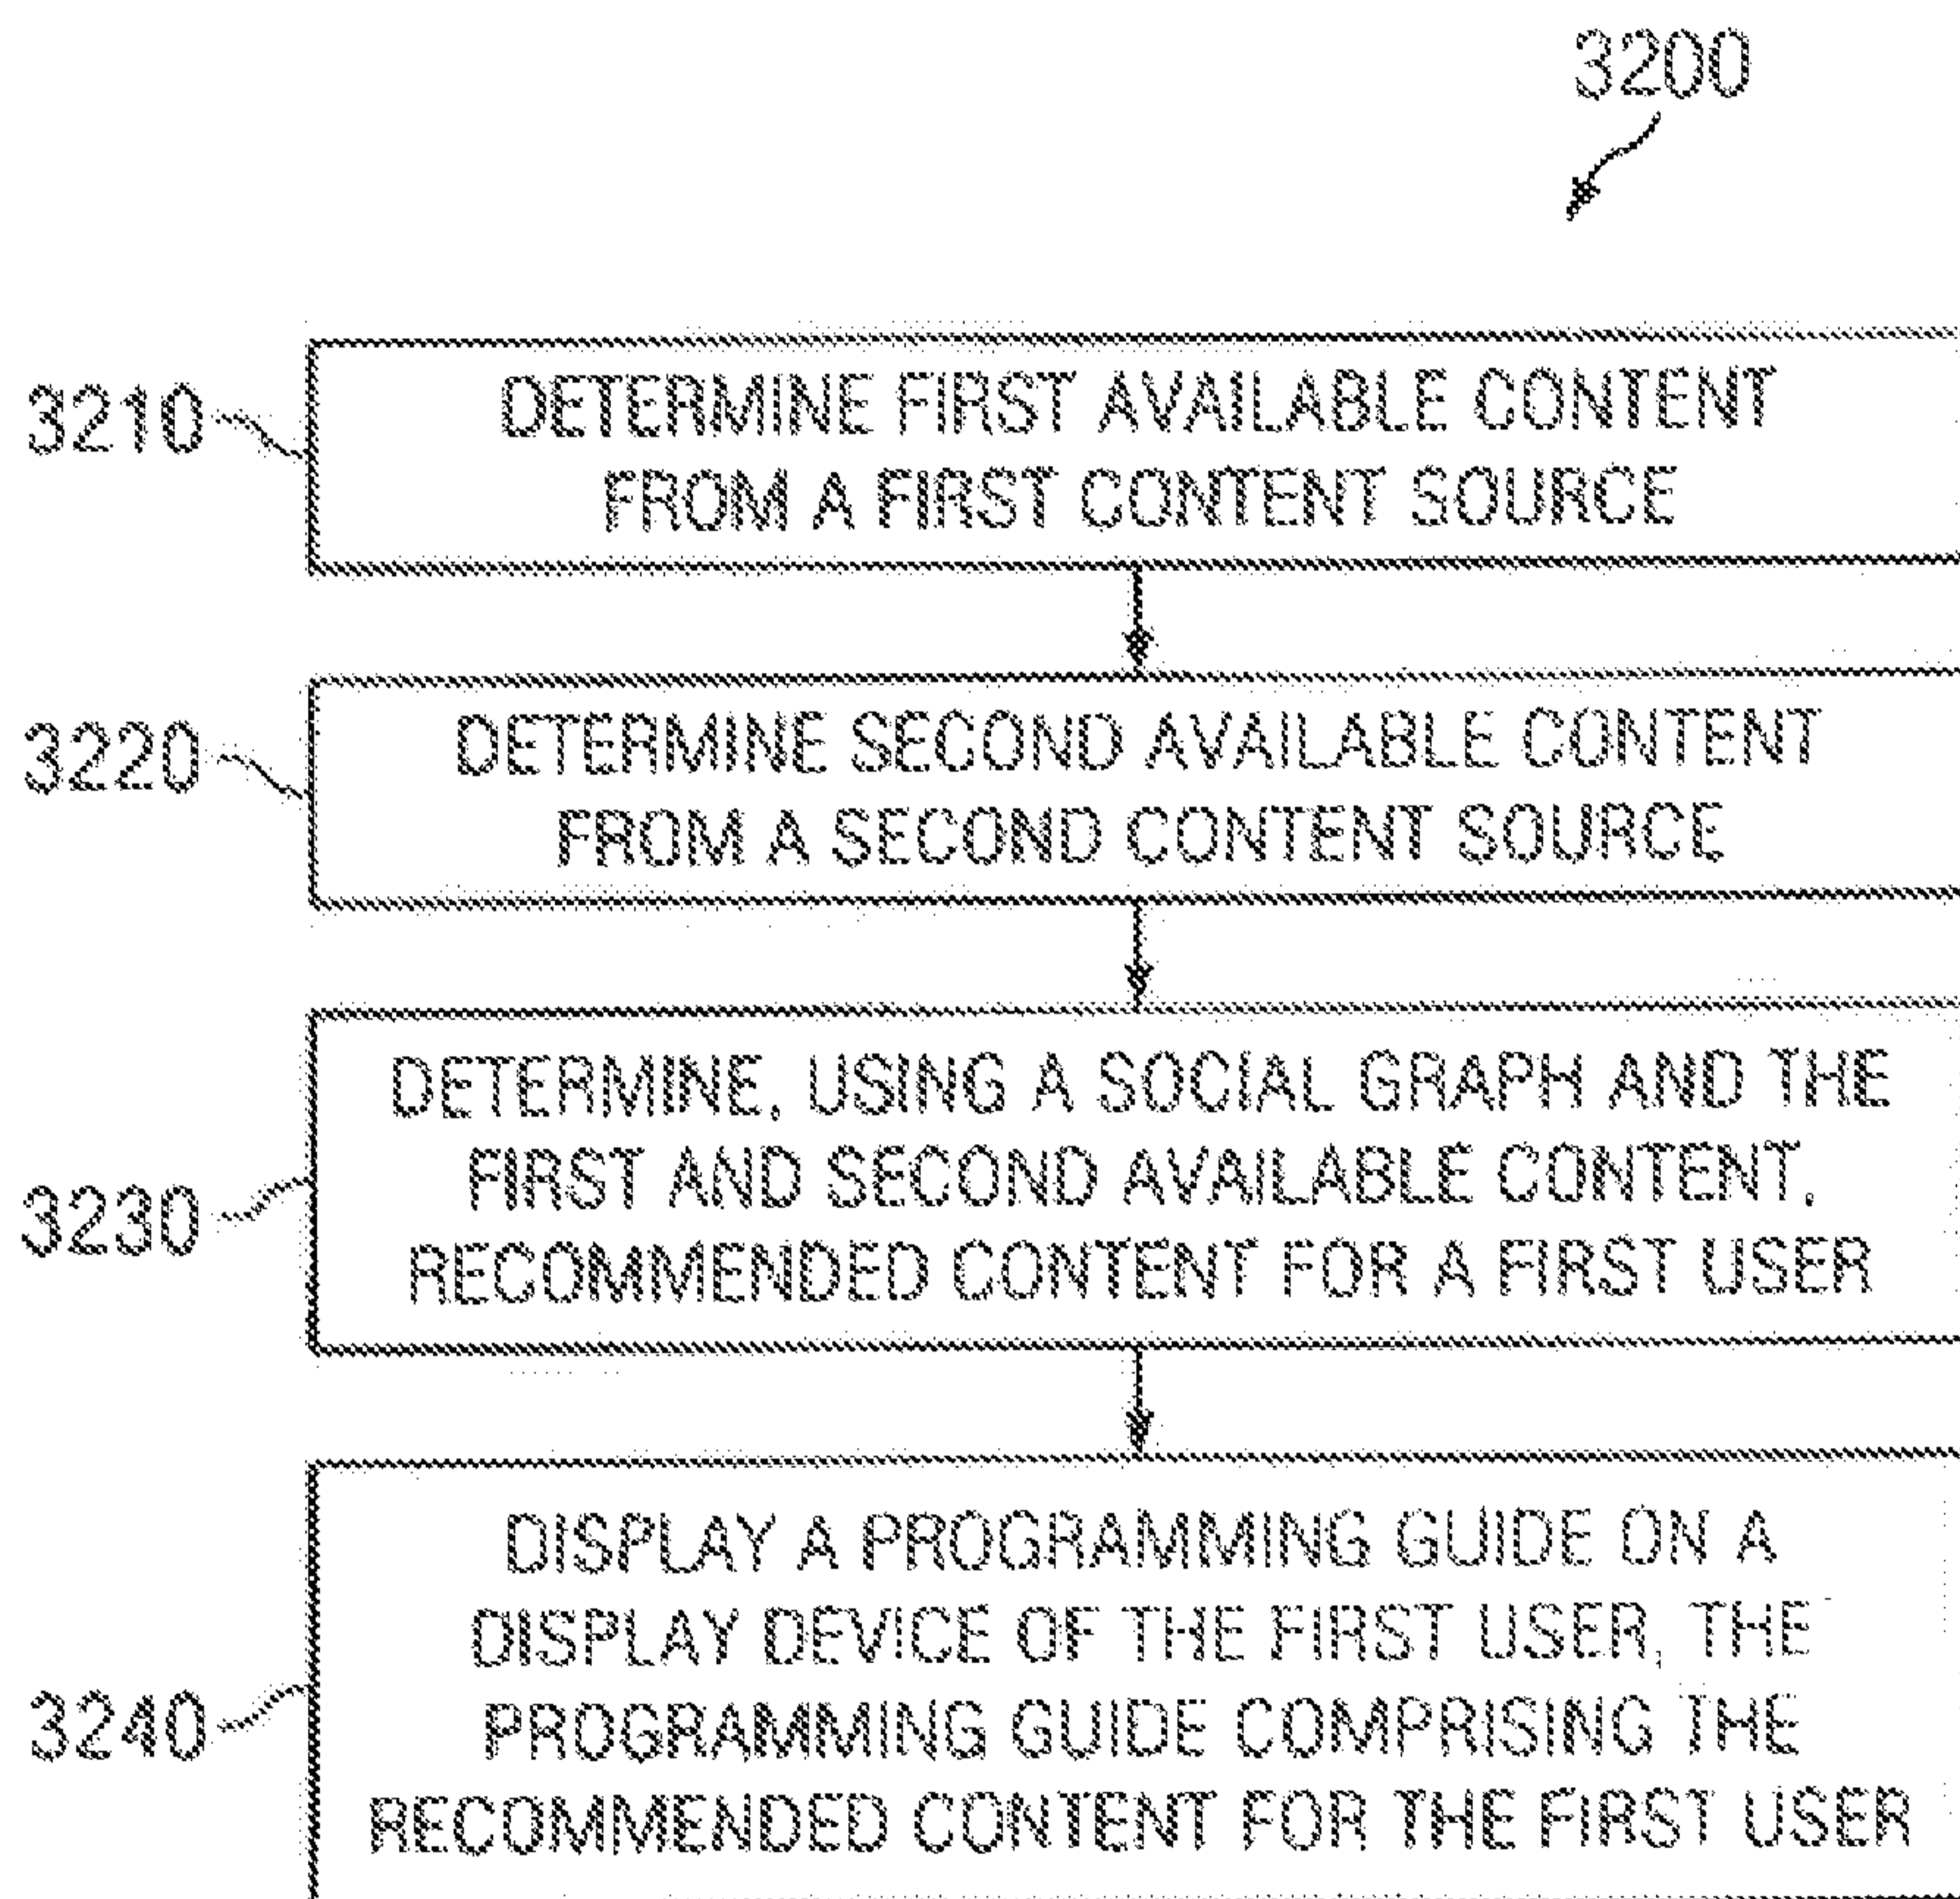 3200
3210
DETERMINE FIRST AVAILABLE CONTENT
FROM A FIRST CONTENT SOURCE
3220
DETERMINE SECOND AVAILABLE CONTENT
FROM A SECOND CONTENT SOURCE
3230
DETERMINE, USING A SOCIAL GRAPH AND THE
FIRST AND SECOND AVAILABLE CONTENT,
RECOMMENDED CONTENT FOR A FIRST USER
3240
DISPLAY A PROGRAMMING GUIDE ON A
DISPLAY DEVICE OF THE FIRST USER, THE
PROGRAMMING GUIDE COMPRISING THE
RECOMMENDED CONTENT FOR THE FIRST USER